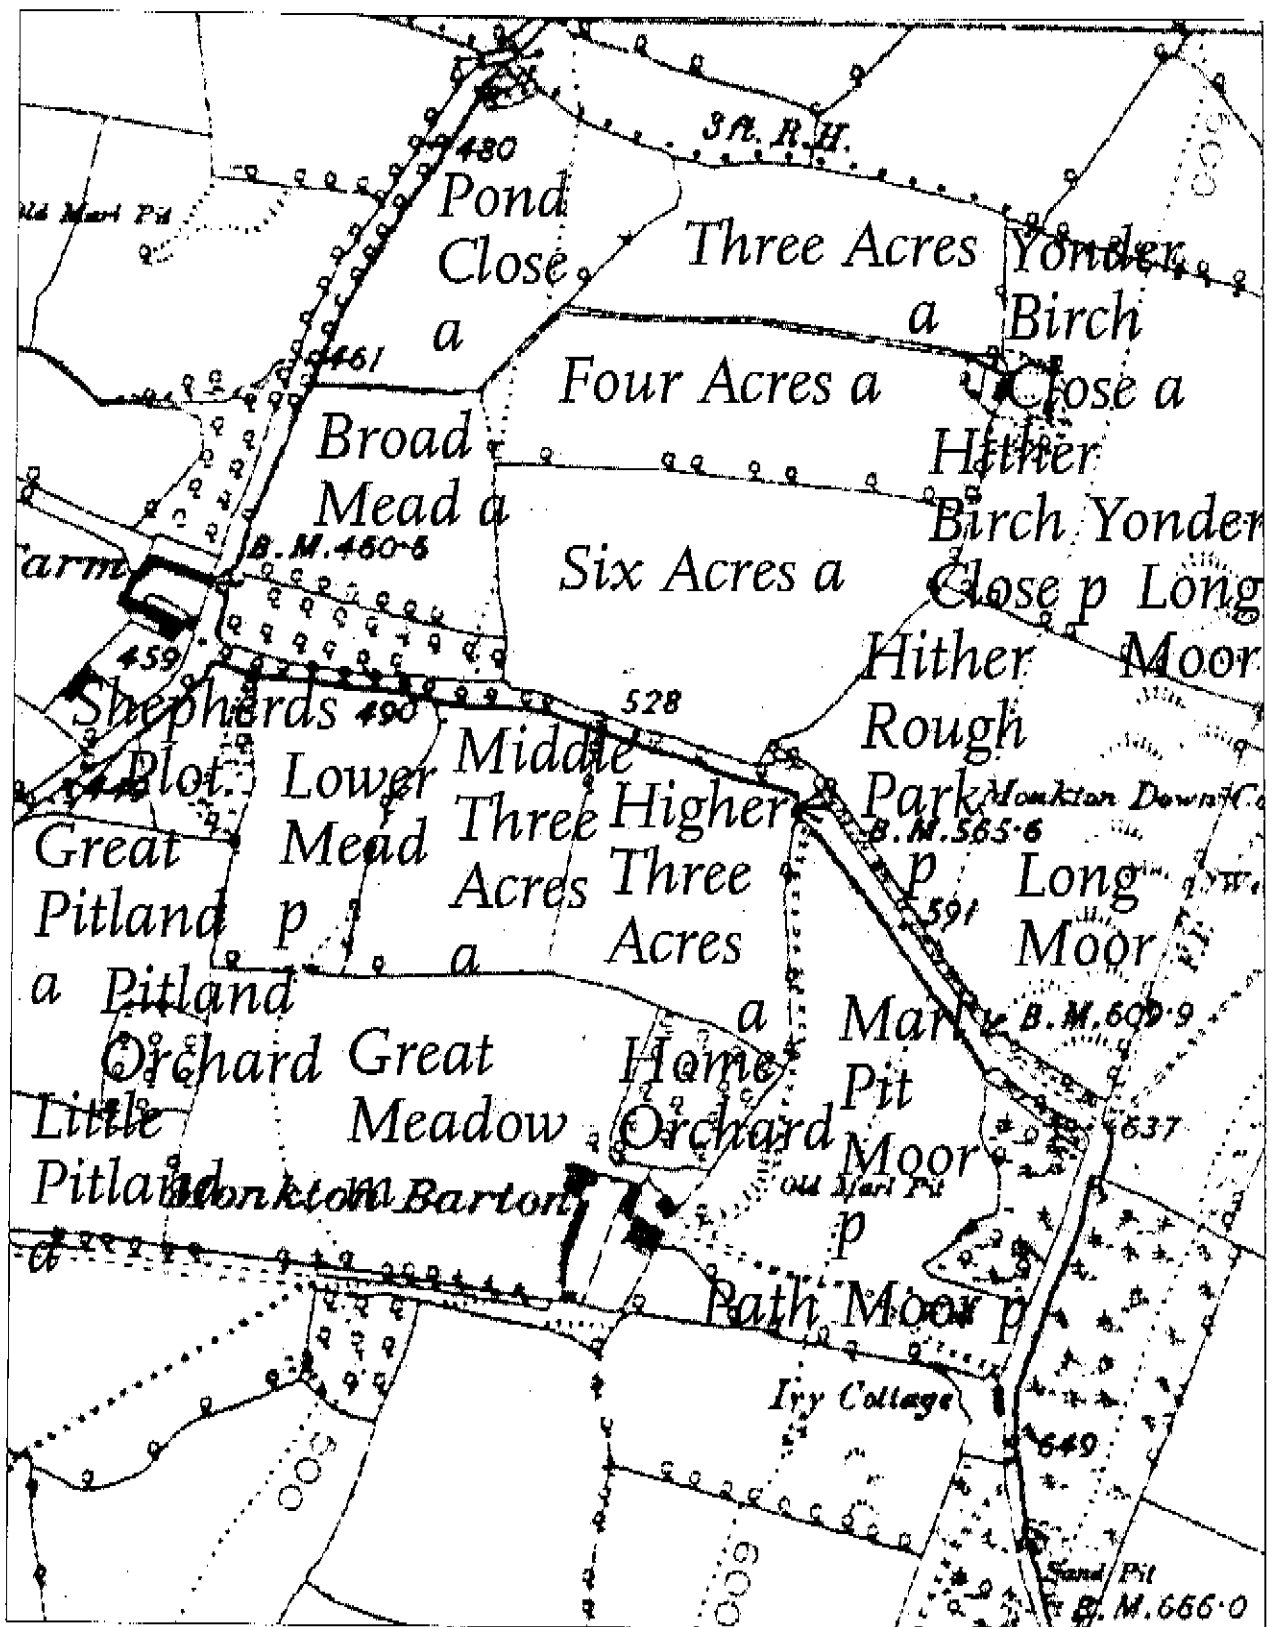 3 ft. R.H.
480
Pond
Close
a
600
Old Marl Pit
Three Acres
a
Yonder
Birch
Close a
461
Four Acres a
Broad
Mead a
Hither
Birch
Close p
Yonder
Long
Moor
B.M.460·6
arm
Six Acres a
459
Shepherds
Plot
490
528
Hither
Rough
Park
p
Lower
Mead
p
Middle
Three
Acres
a
Higher
Three
Acres
a
Monkton Down
B.M.565·6
Great
Pitland
a
591
Long
Moor
Pitland
Orchard
Great
Meadow
m
Home
Orchard
Marl
Pit
Moor
p
B.M.609·9
Little
Pitland
a
637
Monkton Barton
Old Marl Pit
Path Moor p
Ivy Cottage
649
500
600
Sand Pit
B.M.666·0